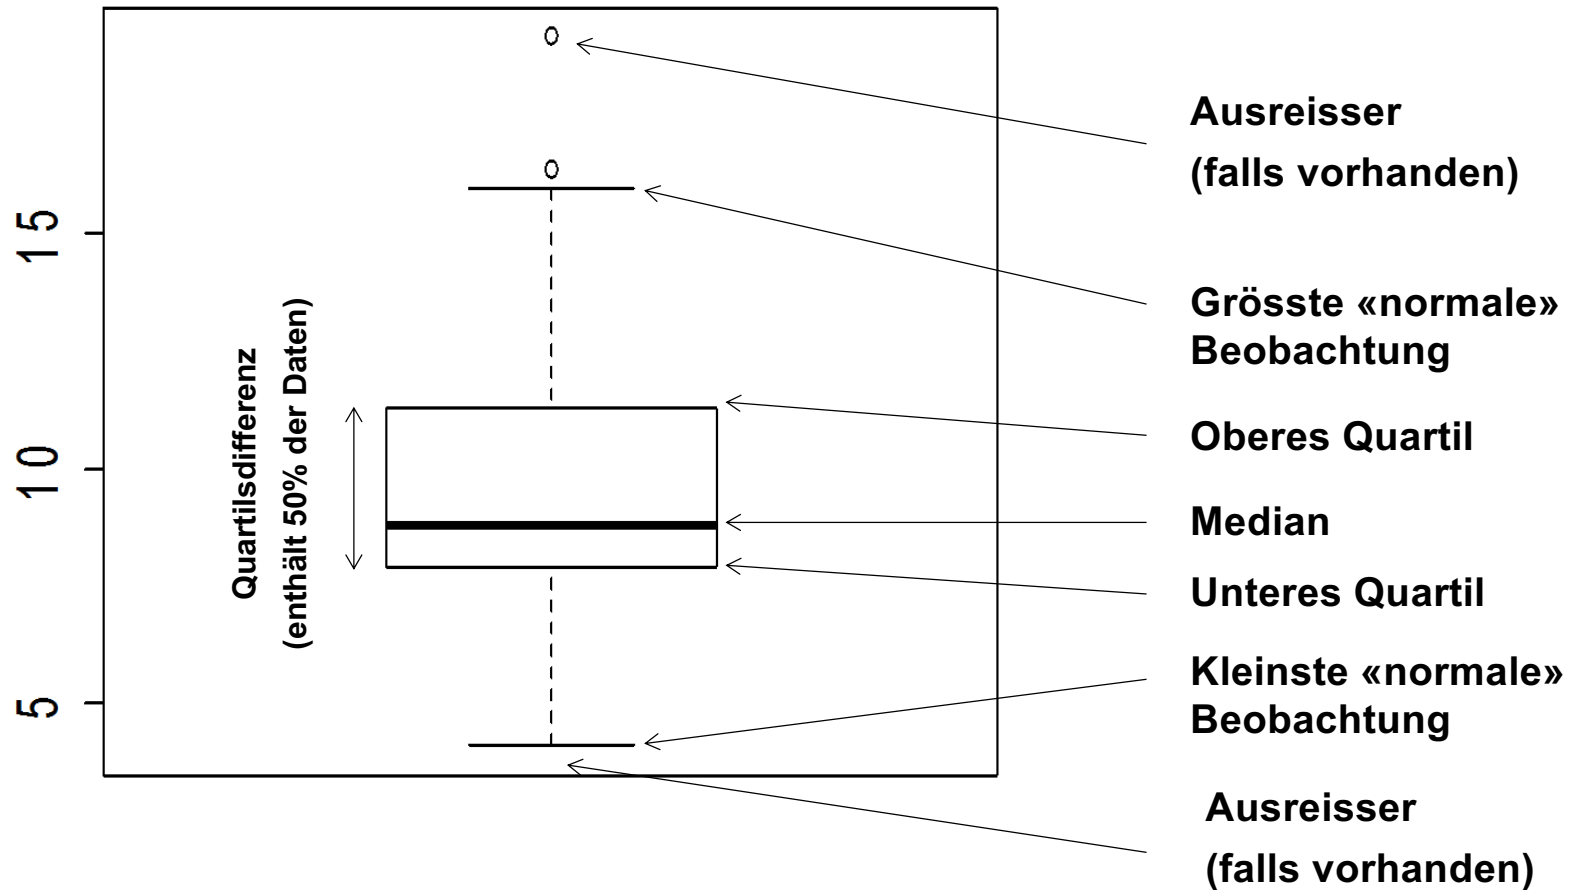 15
10
5
Quartilsdifferenz
(enthält 50% der Daten)
Ausreisser
(falls vorhanden)
Grösste «normale»
Beobachtung
Oberes Quartil
Median
Unteres Quartil
Kleinste «normale»
Beobachtung
Ausreisser
(falls vorhanden)